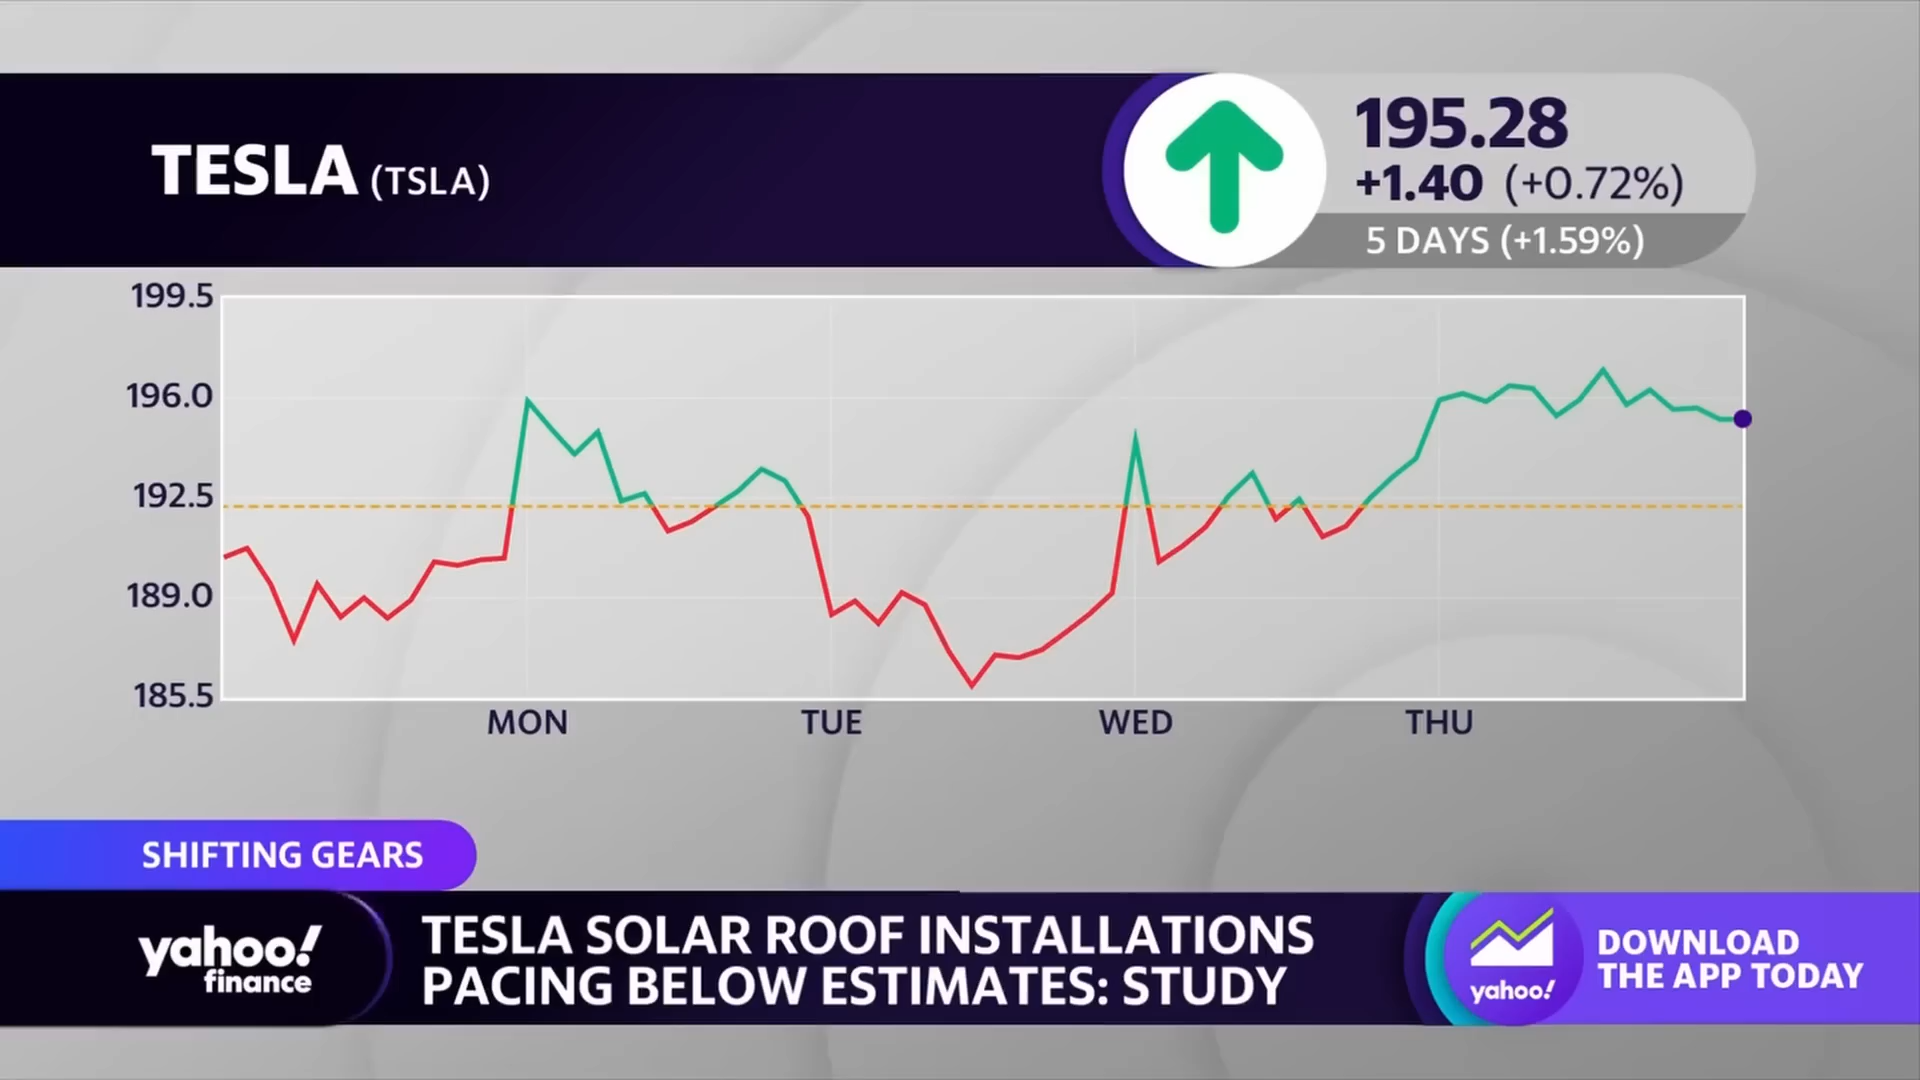 TESLA (TSLA)
195.28
+1.40 (+0.72%)
5 DAYS (+1.59%)
199.5
196.0
192.5
189.0
185.5
MON TUE WED THU
SHIFTING GEARS
yahoo!
finance
TESLA SOLAR ROOF INSTALLATIONS
PACING BELOW ESTIMATES: STUDY
yahoo!
DOWNLOAD
THE APP TODAY